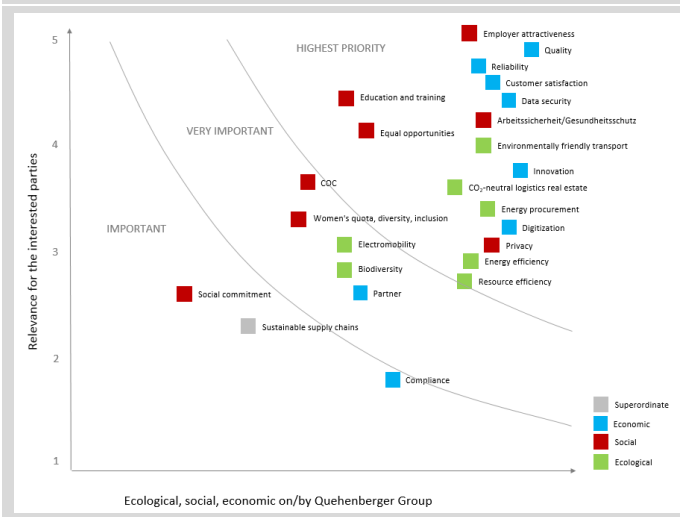 5
4
3
2
1
Relevance for the interested parties
HIGHEST PRIORITY
VERY IMPORTANT
IMPORTANT
Employer attractiveness
Quality
Reliability
Customer satisfaction
Data security
Education and training
Arbeitssicherheit/Gesundheitsschutz
Equal opportunities
Environmentally friendly transport
Innovation
COC
CO₂-neutral logistics real estate
Energy procurement
Women's quota, diversity, inclusion
Digitization
Electromobility
Privacy
Energy efficiency
Biodiversity
Resource efficiency
Social commitment
Partner
Sustainable supply chains
Compliance
Superordinate
Economic
Social
Ecological
Ecological, social, economic on/by Quehenberger Group